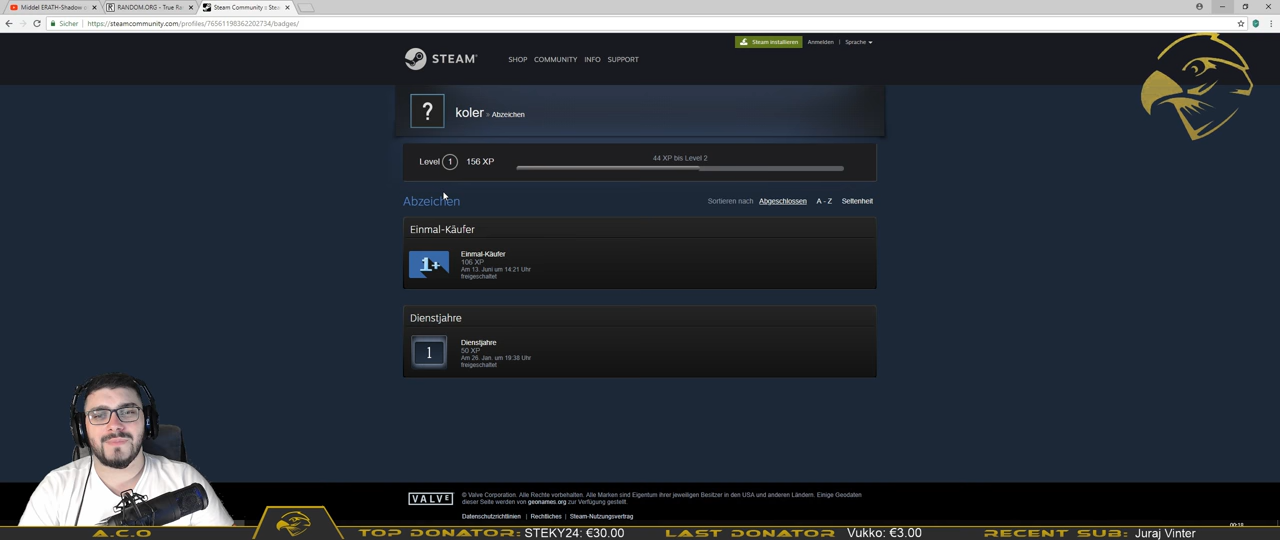 Middel ERATH-Shadow o
RANDOM.ORG - True Ra
Steam Community :: Stea
Sicher
https://steamcommunity.com/profiles/76561198362202734/badges/
Steam installieren Anmelden | Sprache
STEAM
SHOP COMMUNITY INFO SUPPORT
?
koler » Abzeichen
Level 1 156 XP
44 XP bis Level 2
Abzeichen
Sortieren nach Abgeschlossen A - Z Seltenheit
Einmal-Käufer
1+
Einmal-Käufer
106 XP
Am 13. Juni um 14:21 Uhr
freigeschaltet
Dienstjahre
1
Dienstjahre
50 XP
Am 26. Jan. um 19:38 Uhr
freigeschaltet
VALVE
© Valve Corporation. Alle Rechte vorbehalten. Alle Marken sind Eigentum ihrer jeweiligen Besitzer in den USA und anderen Ländern. Einige Geodaten
dieser Seite werden von geonames.org zur Verfügung gestellt.
Datenschutzrichtlinien | Rechtliches | Steam-Nutzungsvertrag
A.C.O
TOP DONATOR: STEKY24: €30.00
LAST DONATOR Vukko: €3.00
RECENT SUB: Juraj Vinter